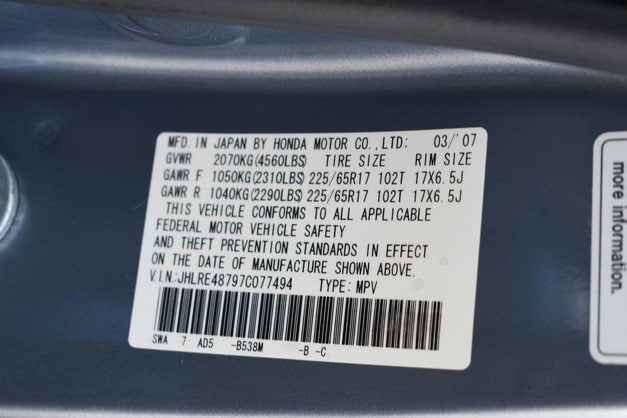 MFD. IN JAPAN BY HONDA MOTOR CO., LTD: 03/'07
GVWR 2070KG(4560LBS) TIRE SIZE RIM SIZE
GAWR F 1050KG(2310LBS) 225/65R17 102T 17X6.5J
GAWR R 1040KG(2290LBS) 225/65R17 102T 17X6.5J
THIS VEHICLE CONFORMS TO ALL APPLICABLE
FEDERAL MOTOR VEHICLE SAFETY
AND THEFT PREVENTION STANDARDS IN EFFECT
ON THE DATE OF MANUFACTURE SHOWN ABOVE.
V.I.N:JHLRE48797C077494 TYPE: MPV
SWA 7 AD5 -B538M -B -C
more information.